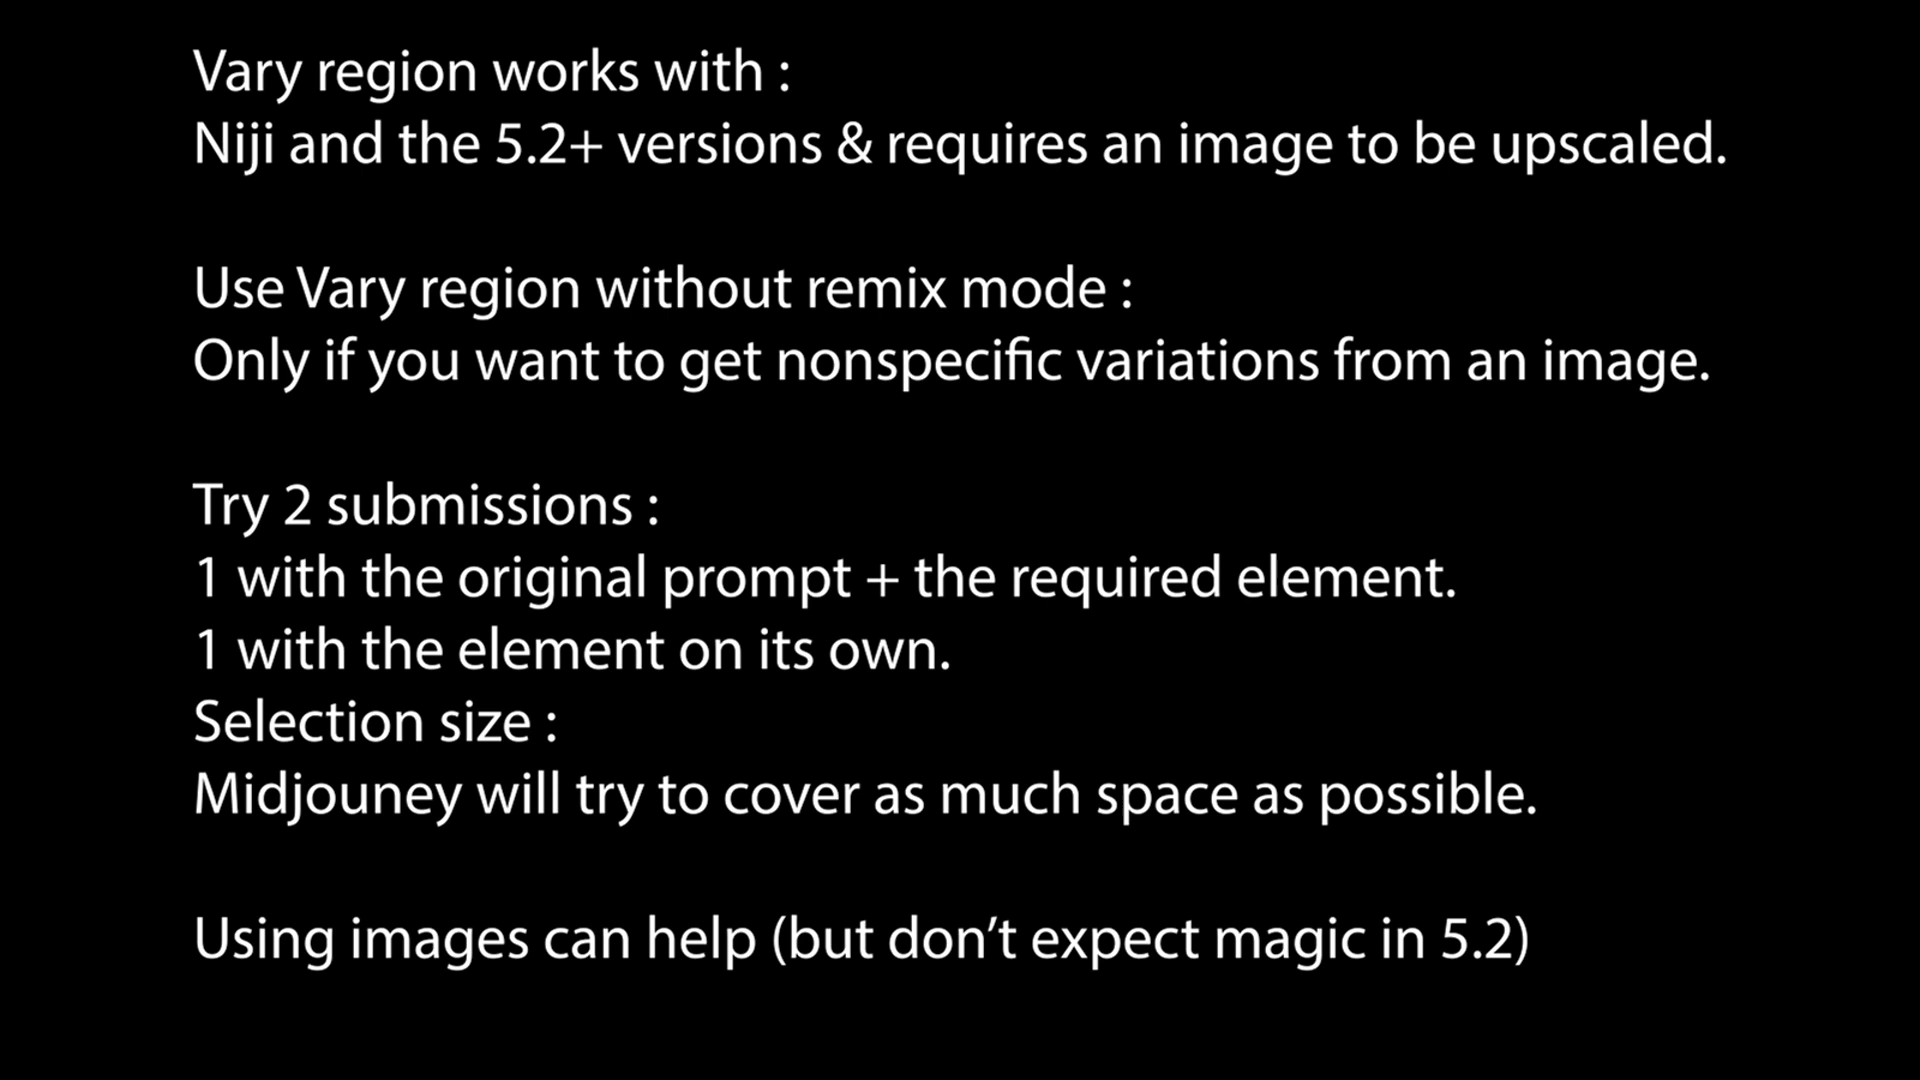 Vary region works with :
Niji and the 5.2+ versions & requires an image to be upscaled.
Use Vary region without remix mode :
Only if you want to get nonspecific variations from an image.
Try 2 submissions :
1 with the original prompt + the required element.
1 with the element on its own.
Selection size :
Midjouney will try to cover as much space as possible.
Using images can help (but don’t expect magic in 5.2)